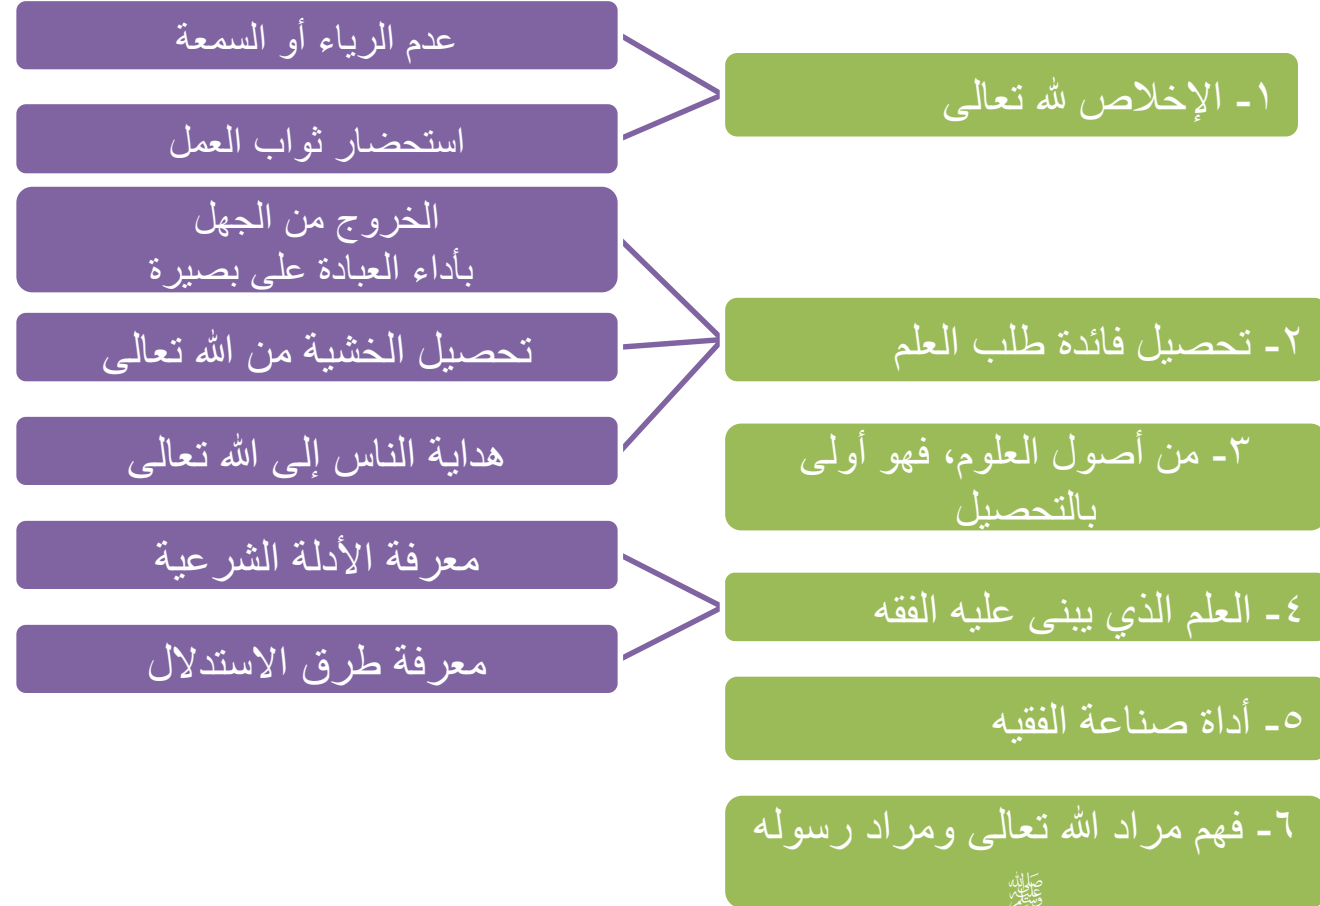 ١- الإخلاص لله تعالى
عدم الرياء أو السمعة
استحضار ثواب العمل
٢- تحصيل فائدة طلب العلم
الخروج من الجهل
بأداء العبادة على بصيرة
تحصيل الخشية من الله تعالى
هداية الناس إلى الله تعالى
٣- من أصول العلوم، فهو أولى
بالتحصيل
٤- العلم الذي يبنى عليه الفقه
معرفة الأدلة الشرعية
معرفة طرق الاستدلال
٥- أداة صناعة الفقيه
٦- فهم مراد الله تعالى ومراد رسوله
ﷺ